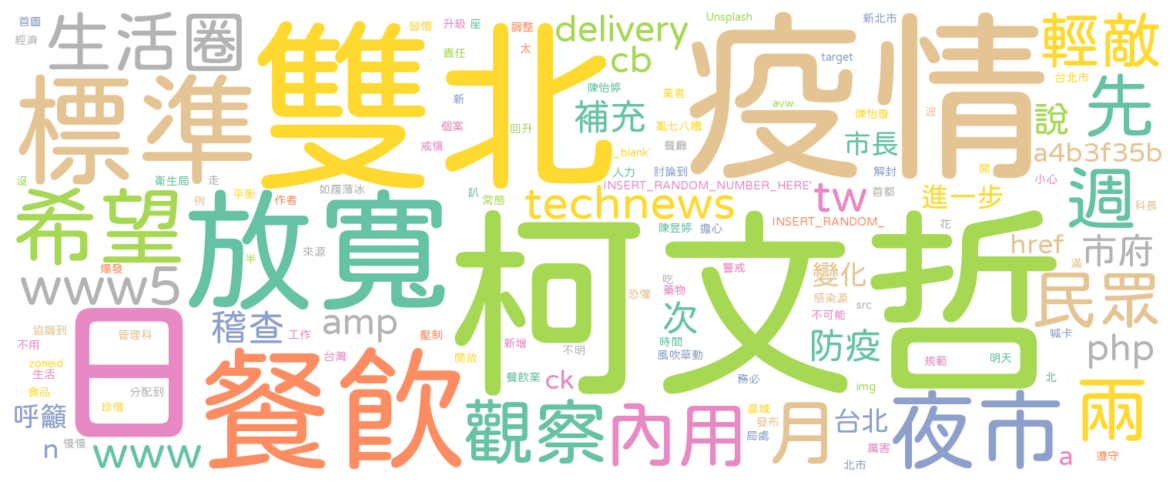 首圖
經濟
生活圈
習慣
升級
座
調整
太
責任
新
個案
戒慎
回升
delivery
cb
Unsplash
target
新北市
輕敵
台北市
標準
雙北
疫情
陳怡婷
業者
補充
亂七八糟
聲廳
_blank'
人力
討論到
avw
陳怡璇
市長
解封
波
說
先
a4b3f35b
開
小心
沒
衛生局
走
例
平衡
作者
如履薄冰
趴
常態
INSERT_RANDOM_NUMBER_HERE'
tw
首都
進一步
週
科長
希望
放寬
technews
INSERT_RANDOM_
陳昱婷
擔心
花
href
市府
滿
半
來源
爆發
www5
柯文哲
警戒
吃
藥物
恐懼
變化
感染源
src
不可能
民眾
日
協調到
管理科
不用
zoneid
生活
食品
分配到
珍惜
稽查
工作
amp
台灣
壓制
開放
新增
不明
次
時間
風吹草動
防疫
規範
明天
喊卡
php
餐飲
餐飲業
ck
務必
img
北
呼籲
n
慢慢
www
觀察
內用
區域
發布
局處
月
台北
北市
厲害
夜市
a
兩
遵守